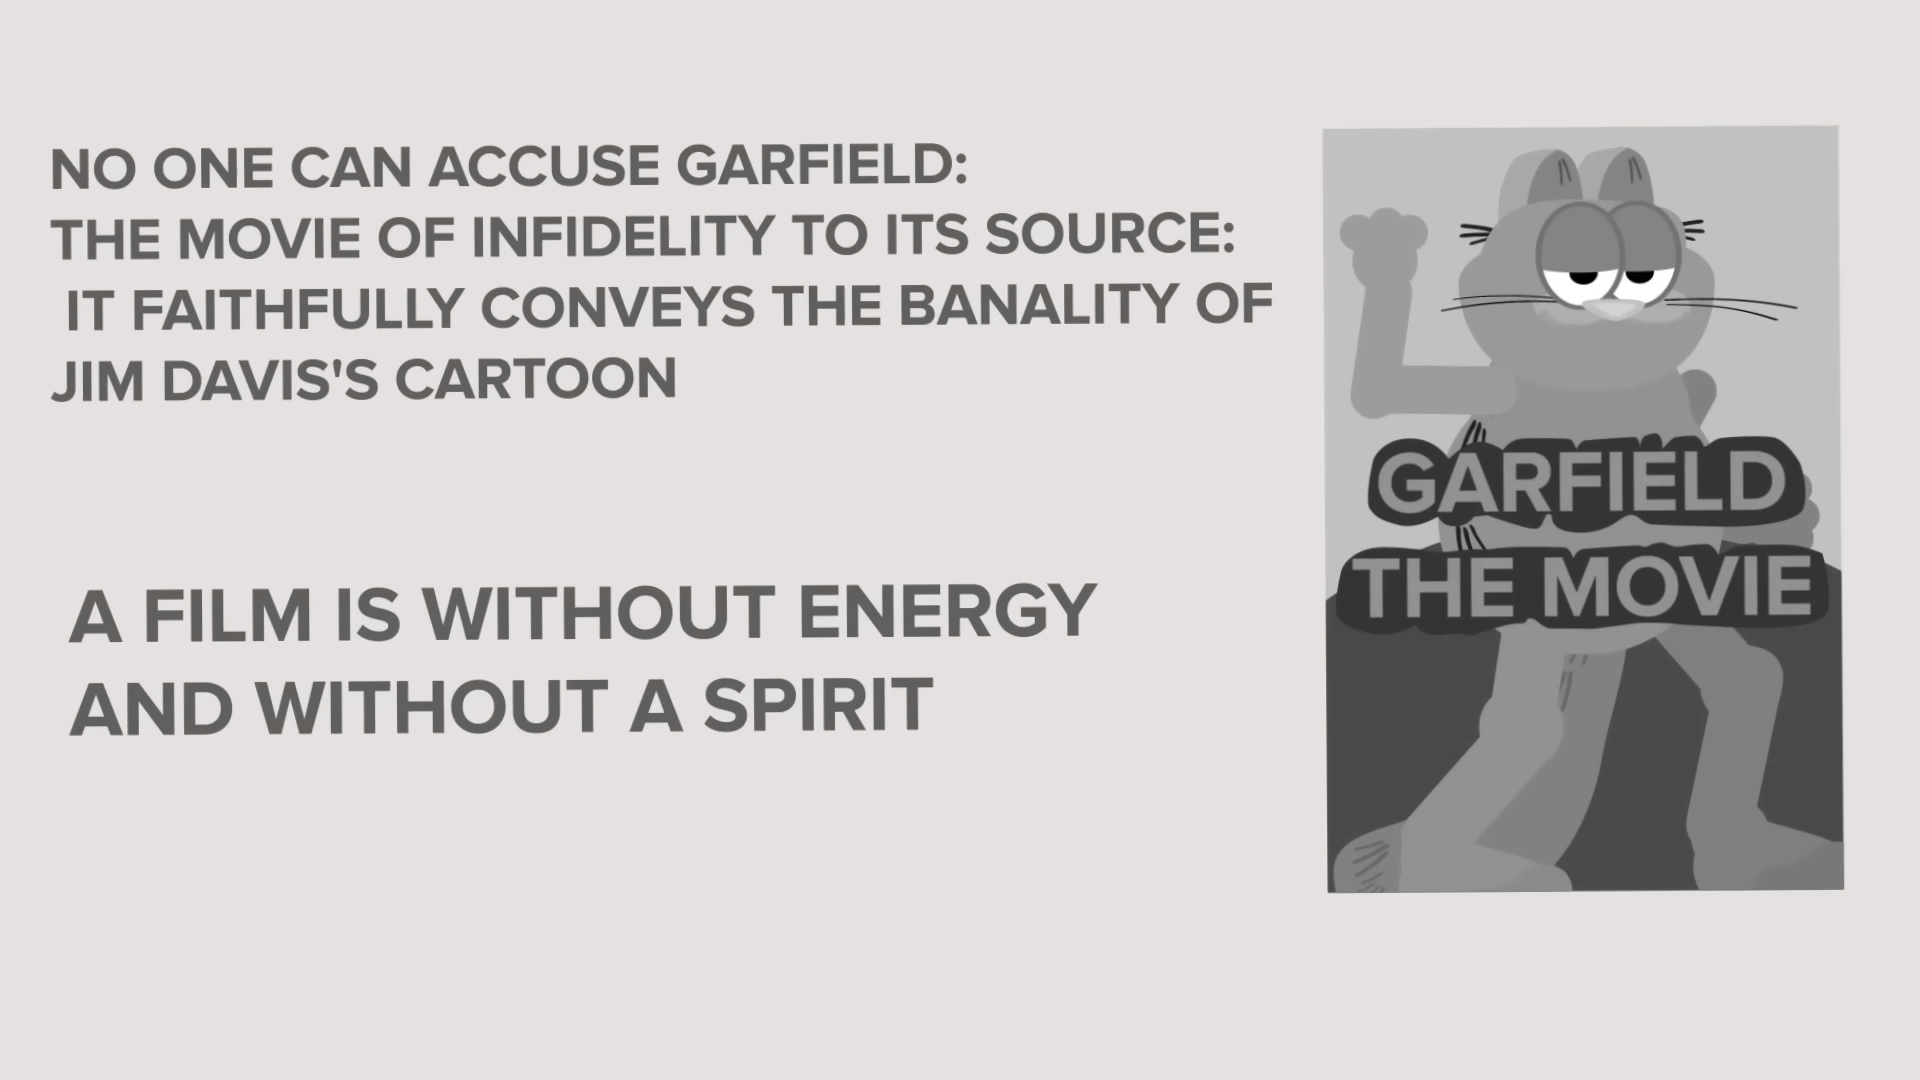 NO ONE CAN ACCUSE GARFIELD:
THE MOVIE OF INFIDELITY TO ITS SOURCE:
IT FAITHFULLY CONVEYS THE BANALITY OF
JIM DAVIS'S CARTOON
A FILM IS WITHOUT ENERGY
AND WITHOUT A SPIRIT
GARFIELD
THE MOVIE